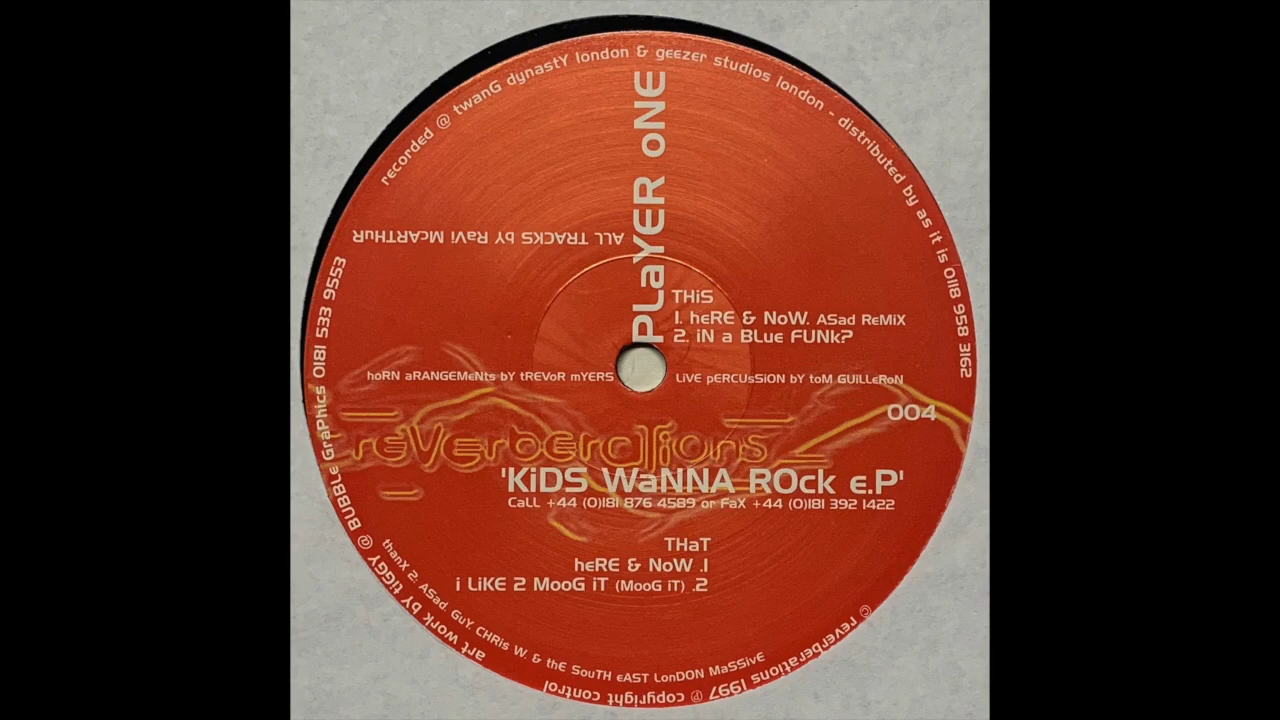 recorded @ twanG dynastY london & geezer studios london - distributed by as it is 0118 958 3162
PLaYER oNE
ALL TRACKS bY RaVi McARTHuR
THiS
1. hERE & NoW. ASad ReMiX
2. iN a BLue FUNk?
hoRN aRANGEMeNts bY tREVoR mYERS
LiVE pERCUsSiON bY toM GUiLLeRoN
004
reVerberations
'KiDS WaNNA ROck e.P'
CaLL +44 (0)181 876 4589 or FaX +44 (0)181 392 1422
THaT
hERE & NoW .1
i LiKE 2 MooG iT (MooG iT) .2
thanX 2. ASad. GuY. CHRis W. & thE SouTH eAST LonDON MaSSivE
art work bY tiGGY @ BUBBLe GraPhics 0181 533 9553
© reverberations 1997 ℗ copyright control